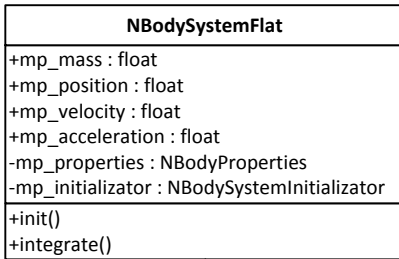 NBodySystemFlat
+mp_mass : float
+mp_position : float
+mp_velocity : float
+mp_acceleration : float
-mp_properties : NBodyProperties
-mp_initializator : NBodySystemInitializator
+init()
+integrate()